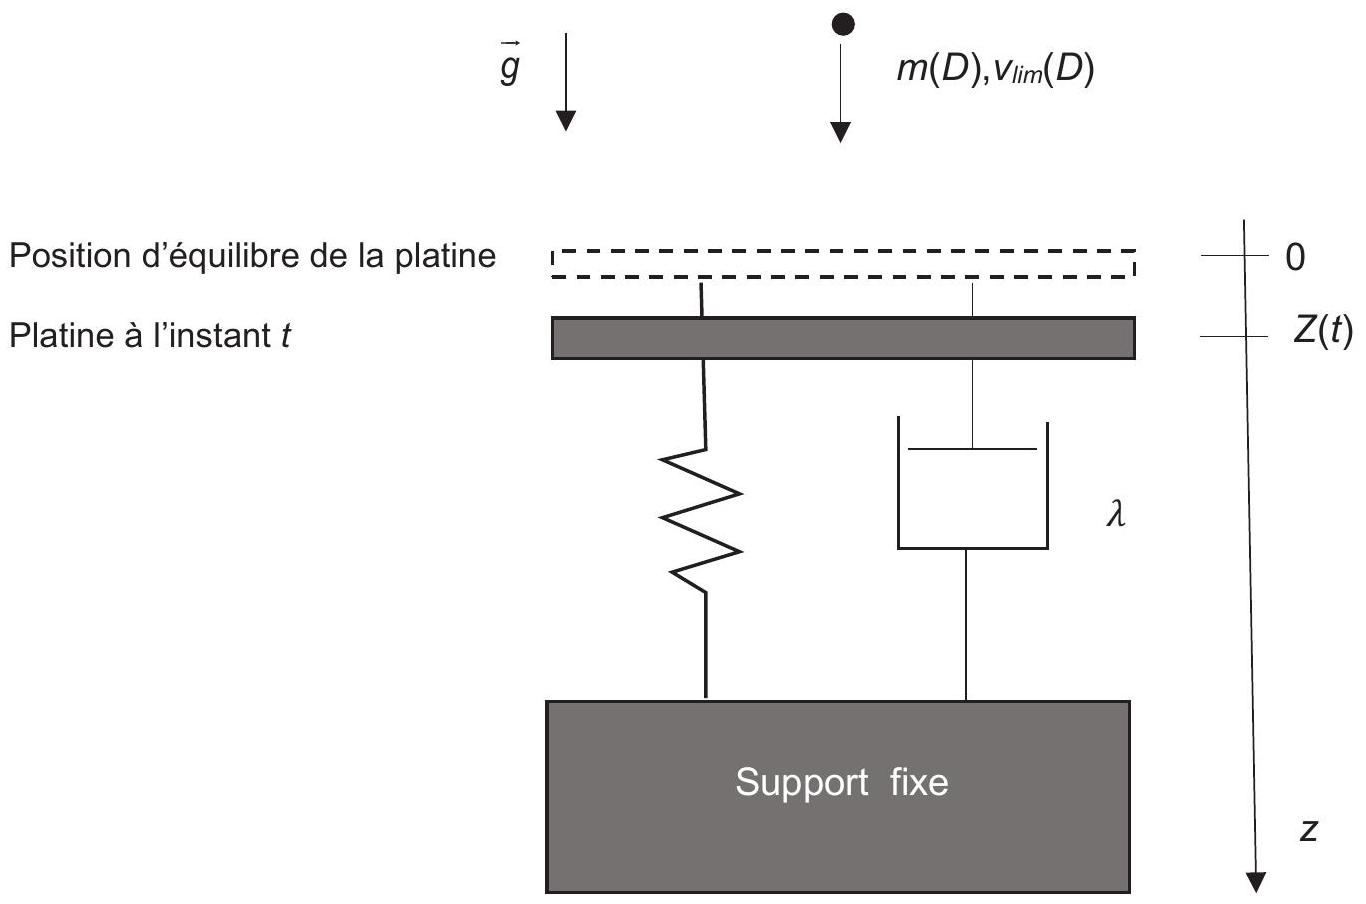 g⃗
m(D),vlim(D)
Position d’équilibre de la platine
0
Platine à l’instant t
Z(t)
λ
Support fixe
z